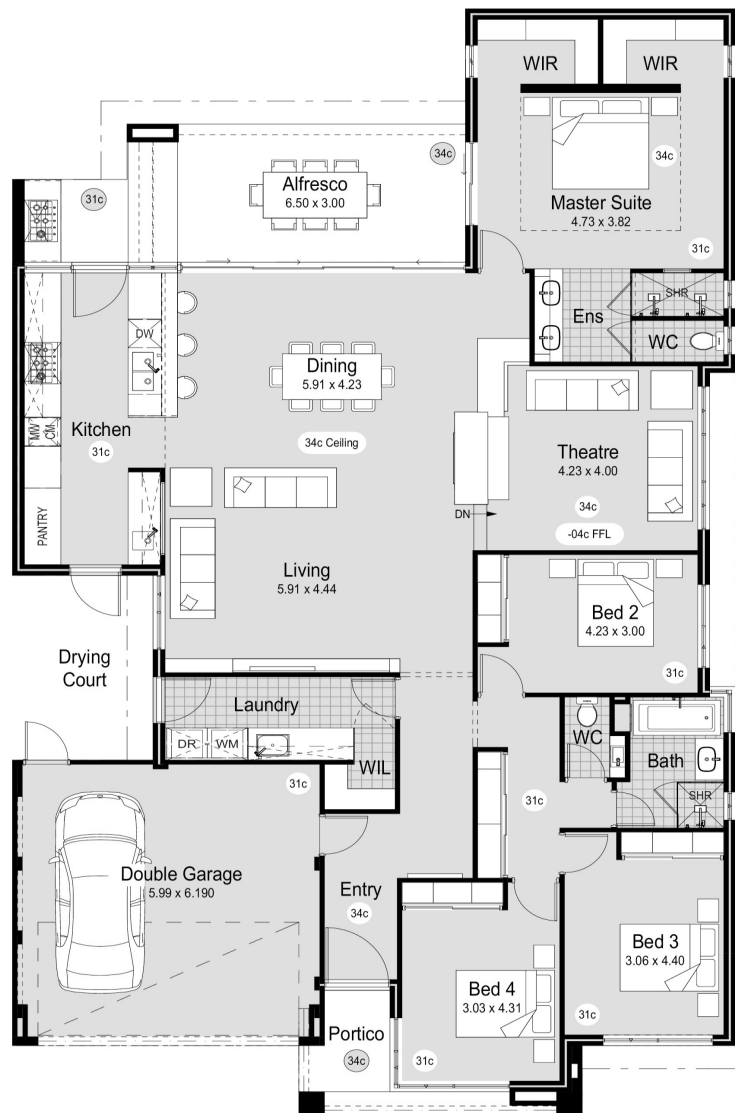 WIR
WIR
34c
Master Suite
4.73 x 3.82
31c
34c
31c
Alfresco
6.50 x 3.00
SHR
Ens
WC
DW
Dining
5.91 x 4.23
Kitchen
31c
MW
CM
34c Ceiling
Theatre
4.23 x 4.00
34c
-04c FFL
DN
PANTRY
Living
5.91 x 4.44
Bed 2
4.23 x 3.00
31c
Drying
Court
Laundry
DR
WM
WIL
WC
Bath
SHR
31c
31c
Double Garage
5.99 x 6.190
Entry
34c
Bed 3
3.06 x 4.40
31c
Bed 4
3.03 x 4.31
31c
Portico
34c